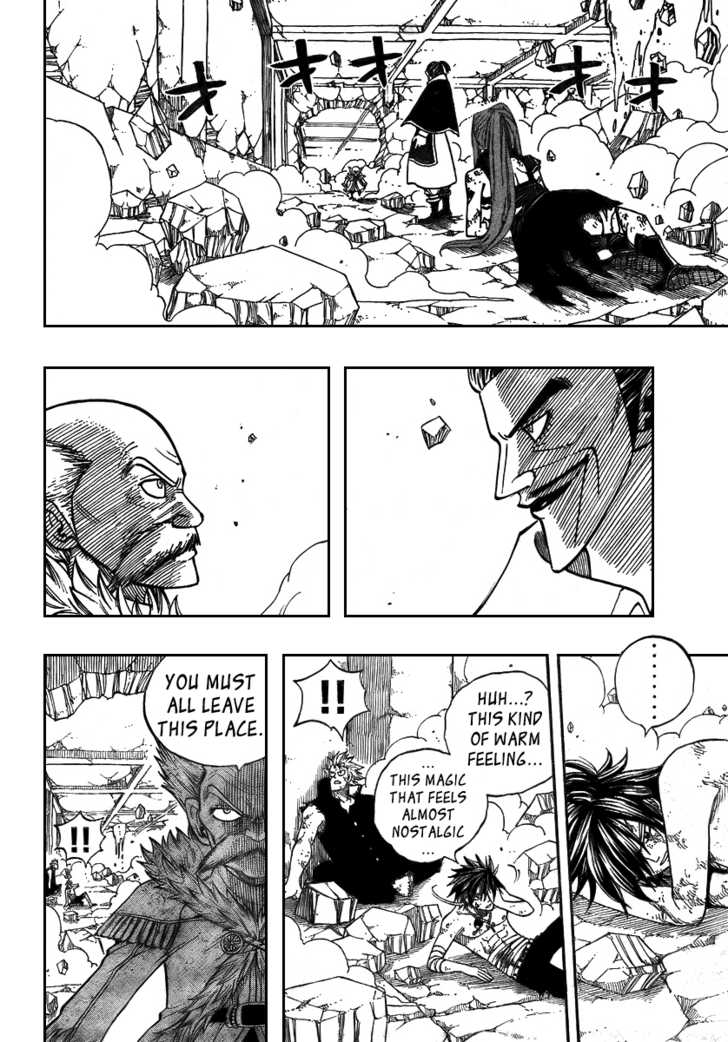 オオオオオ
......
HUH...?
THIS KIND
OF WARM
FEELING...
...
THIS MAGIC
THAT FEELS
ALMOST
NOSTALGIC
...
!!
YOU MUST
ALL LEAVE
THIS PLACE.
!!